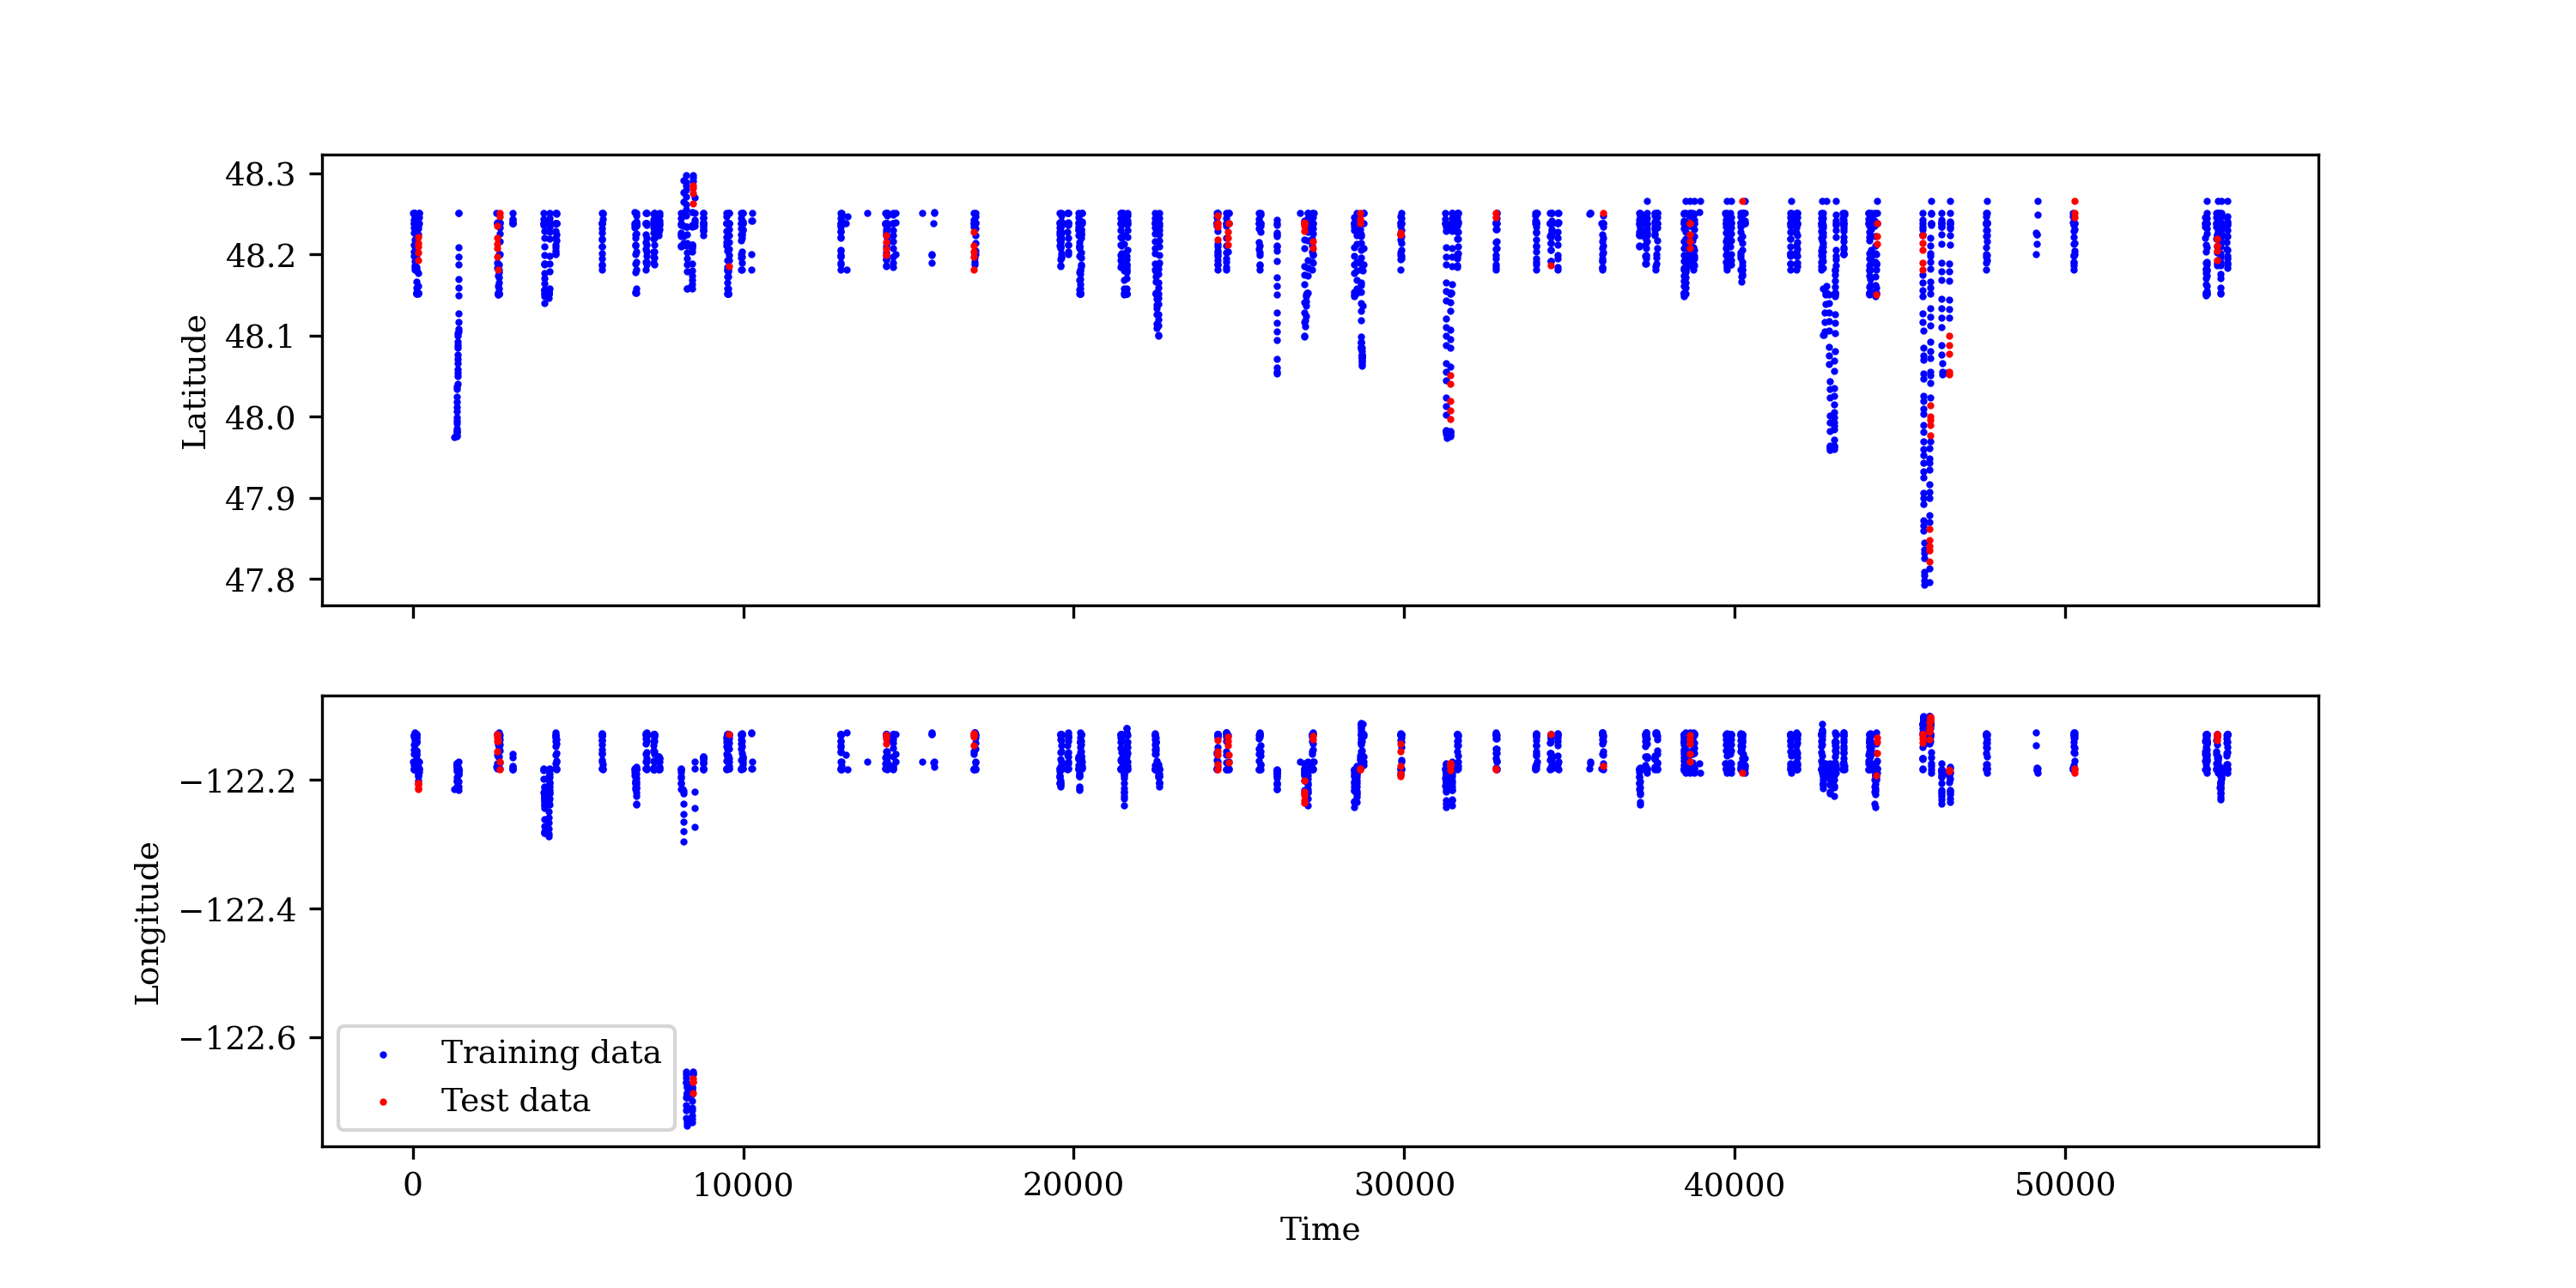 48.3
48.2
48.1
48.0
47.9
47.8
Latitude
−122.2
−122.4
−122.6
Longitude
Training data
Test data
0 10000 20000 30000 40000 50000
Time